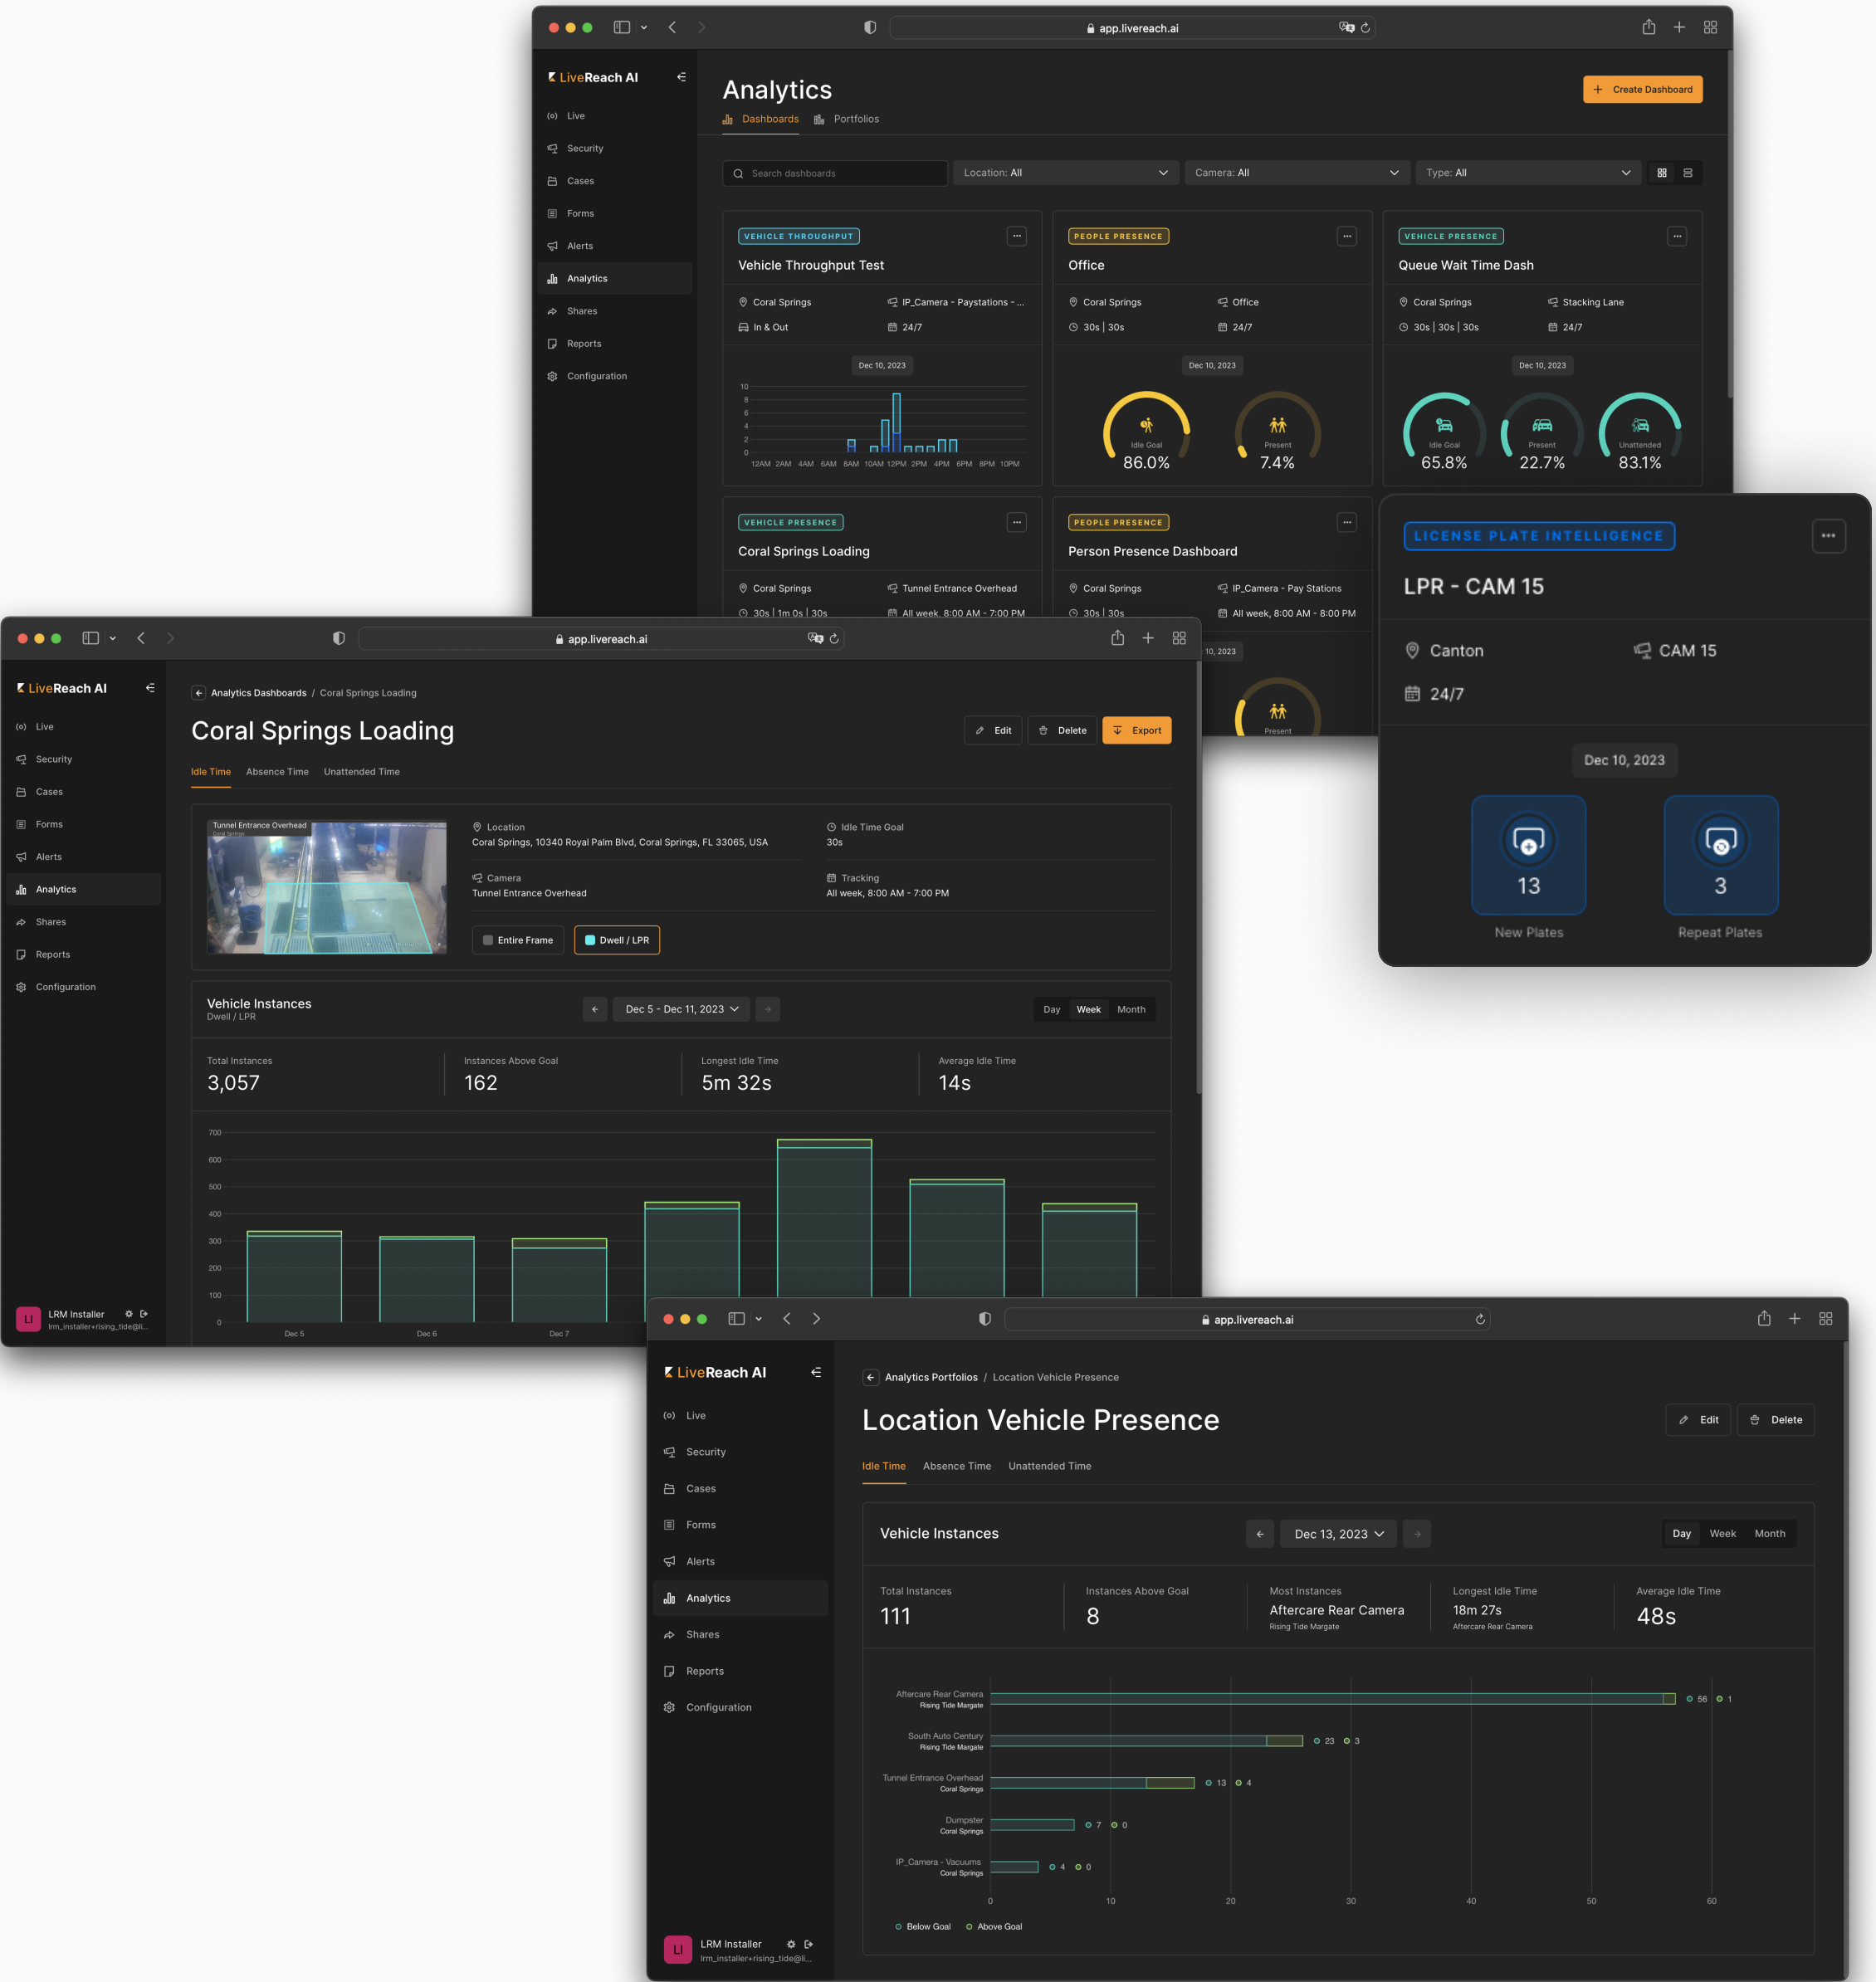 app.livereach.ai
LiveReach AI
Live
Security
Cases
Forms
Alerts
Analytics
Shares
Reports
Configuration
Analytics
Create Dashboard
Dashboards
Portfolios
Search dashboards
Location: All
Camera: All
Type: All
VEHICLE THROUGHPUT
Vehicle Throughput Test
Coral Springs
IP_Camera - Paystations - ...
In & Out
24/7
Dec 10, 2023
10
8
6
4
2
0
12AM 2AM 4AM 6AM 8AM 10AM 12PM 2PM 4PM 6PM 8PM 10PM
PEOPLE PRESENCE
Office
Coral Springs
Office
30s | 30s
24/7
Dec 10, 2023
Idle Goal
86.0%
Present
7.4%
VEHICLE PRESENCE
Queue Wait Time Dash
Coral Springs
Stacking Lane
30s | 30s | 30s
24/7
Dec 10, 2023
Idle Goal
65.8%
Present
22.7%
Unattended
83.1%
VEHICLE PRESENCE
Coral Springs Loading
Coral Springs
Tunnel Entrance Overhead
30s | 1m 0s | 30s
All week, 8:00 AM - 7:00 PM
PEOPLE PRESENCE
Person Presence Dashboard
Coral Springs
IP_Camera - Pay Stations
30s | 30s
All week, 8:00 AM - 8:00 PM
10, 2023
Present
LICENSE PLATE INTELLIGENCE
LPR - CAM 15
Canton
CAM 15
24/7
Dec 10, 2023
13
New Plates
3
Repeat Plates
app.livereach.ai
LiveReach AI
Live
Security
Cases
Forms
Alerts
Analytics
Shares
Reports
Configuration
LI
LRM Installer
lrm_installer+rising_tide@li...
Analytics Dashboards / Coral Springs Loading
Coral Springs Loading
Edit
Delete
Export
Idle Time
Absence Time
Unattended Time
Tunnel Entrance Overhead
Coral Springs
Location
Coral Springs, 10340 Royal Palm Blvd, Coral Springs, FL 33065, USA
Idle Time Goal
30s
Camera
Tunnel Entrance Overhead
Tracking
All week, 8:00 AM - 7:00 PM
Entire Frame
Dwell / LPR
Vehicle Instances
Dwell / LPR
Dec 5 - Dec 11, 2023
Day
Week
Month
Total Instances
3,057
Instances Above Goal
162
Longest Idle Time
5m 32s
Average Idle Time
14s
700
600
500
400
300
200
100
0
Dec 5
Dec 6
Dec 7
app.livereach.ai
LiveReach AI
Live
Security
Cases
Forms
Alerts
Analytics
Shares
Reports
Configuration
LI
LRM Installer
lrm_installer+rising_tide@li...
Analytics Portfolios / Location Vehicle Presence
Location Vehicle Presence
Edit
Delete
Idle Time
Absence Time
Unattended Time
Vehicle Instances
Dec 13, 2023
Day
Week
Month
Total Instances
111
Instances Above Goal
8
Most Instances
Aftercare Rear Camera
Rising Tide Margate
Longest Idle Time
18m 27s
Aftercare Rear Camera
Average Idle Time
48s
Aftercare Rear Camera
Rising Tide Margate
56 1
South Auto Century
Rising Tide Margate
23 3
Tunnel Entrance Overhead
Coral Springs
13 4
Dumpster
Coral Springs
7 0
IP_Camera - Vacuums
Coral Springs
4 0
0 10 20 30 40 50 60
Below Goal
Above Goal